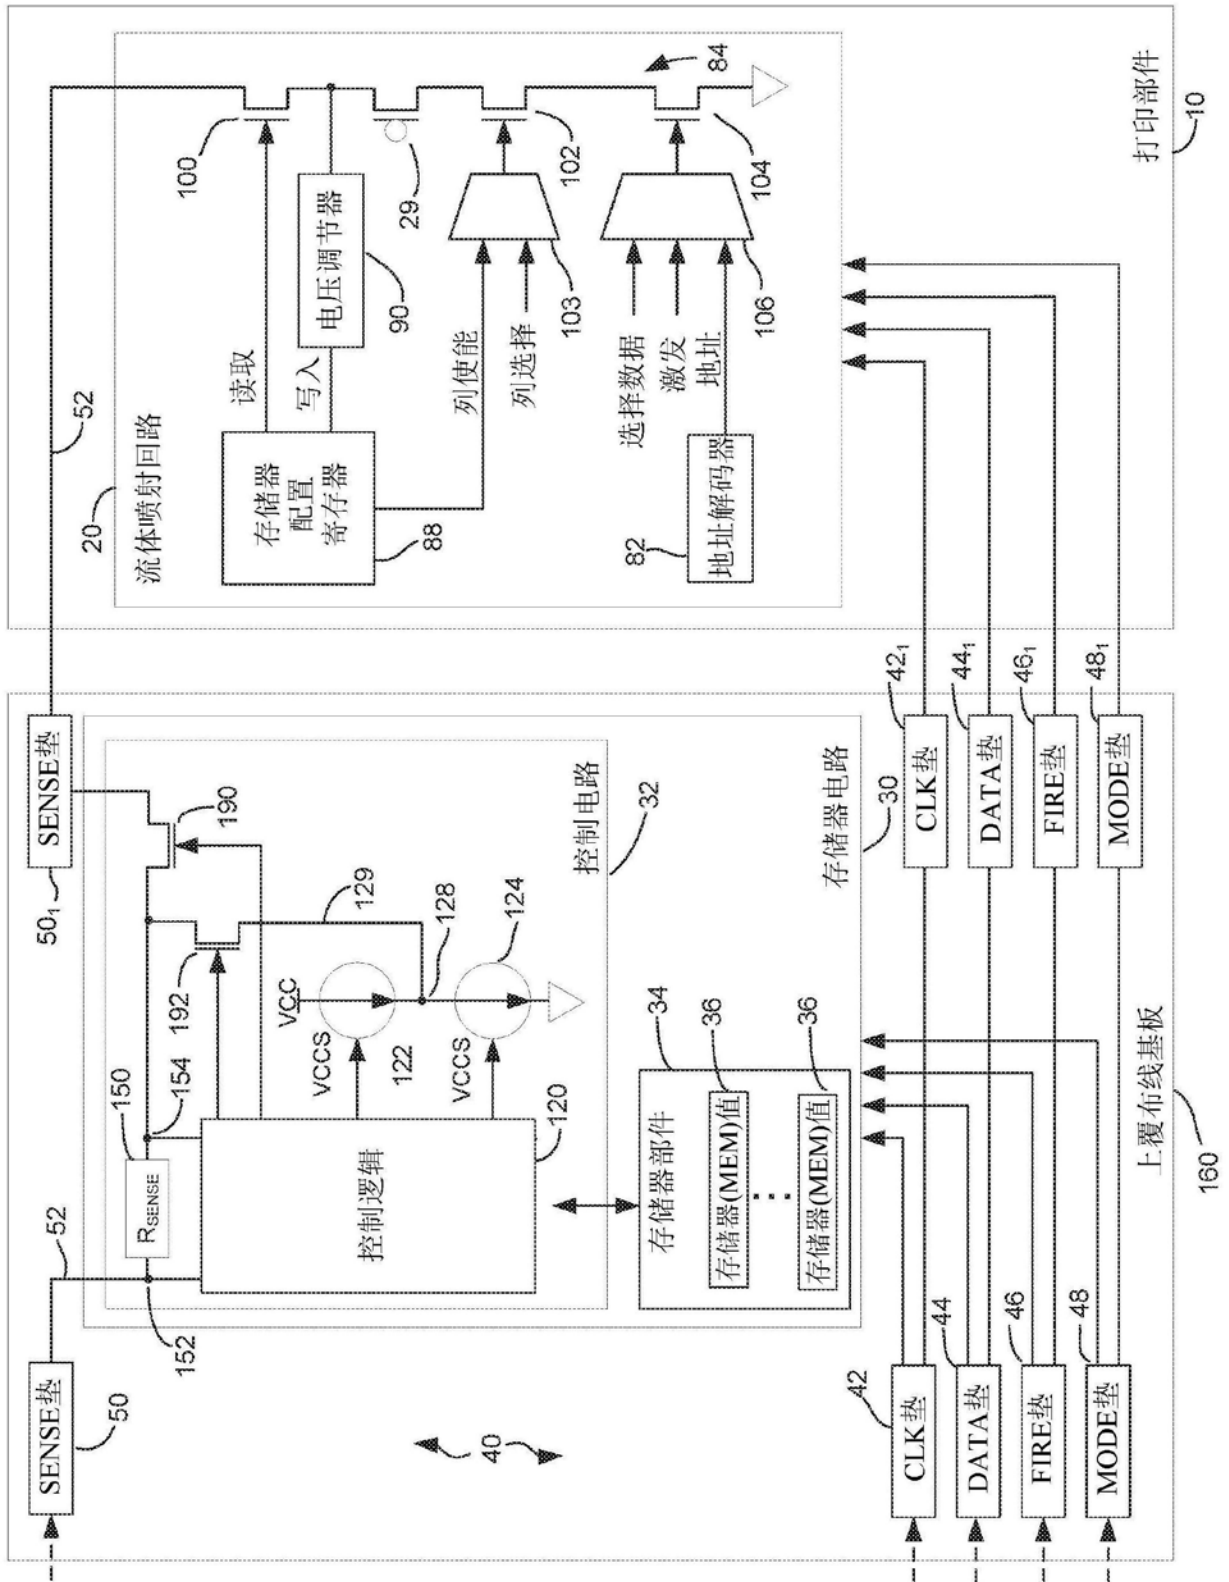 SENSE垫
50
52
152
RSENSE
150
154
192
190
SENSE垫
50₁
控制逻辑
120
VCC
VCCS
122
VCCS
124
128
129
控制电路
32
存储器部件
34
存储器(MEM)值
36
存储器(MEM)值
36
存储器电路
30
40
CLK垫
42
DATA垫
44
FIRE垫
46
MODE垫
48
CLK垫
42₁
DATA垫
44₁
FIRE垫
46₁
MODE垫
48₁
上覆布线基板
160
52
20
流体喷射回路
存储器
配置
寄存器
88
读取
写入
电压调节器
90
100
29
102
104
84
列使能
列选择
103
选择数据
激发
地址
106
地址解码器
82
打印部件
10